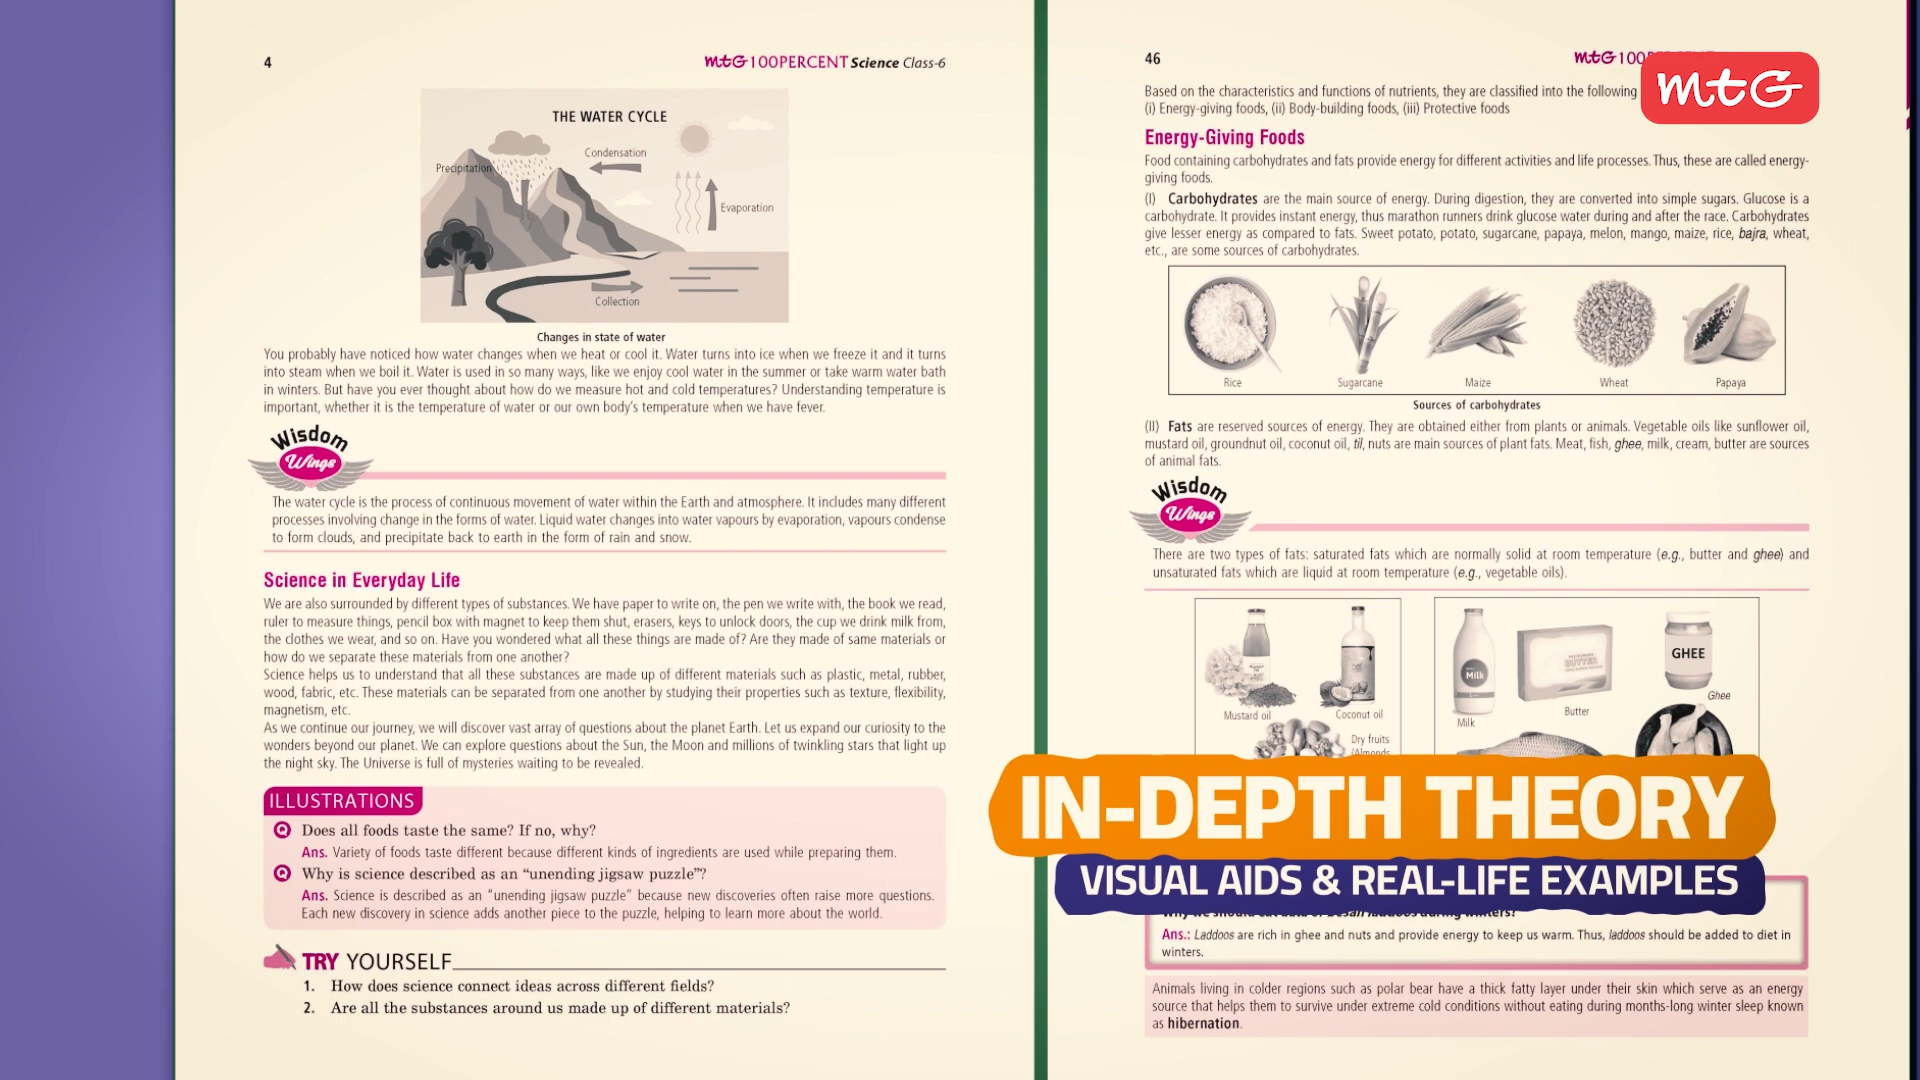 4
mtG 100PERCENT Science Class-6
THE WATER CYCLE
Condensation
Precipitation
Evaporation
Collection
Changes in state of water
You probably have noticed how water changes when we heat or cool it. Water turns into ice when we freeze it and it turns
into steam when we boil it. Water is used in so many ways, like we enjoy cool water in the summer or take warm water bath
in winters. But have you ever thought about how do we measure hot and cold temperatures? Understanding temperature is
important, whether it is the temperature of water or our own body's temperature when we have fever.
Wisdom
Wings
The water cycle is the process of continuous movement of water within the Earth and atmosphere. It includes many different
processes involving change in the forms of water. Liquid water changes into water vapours by evaporation, vapours condense
to form clouds, and precipitate back to earth in the form of rain and snow.
Science in Everyday Life
We are also surrounded by different types of substances. We have paper to write on, the pen we write with, the book we read,
ruler to measure things, pencil box with magnet to keep them shut, erasers, keys to unlock doors, the cup we drink milk from,
the clothes we wear, and so on. Have you wondered what all these things are made of? Are they made of same materials or
how do we separate these materials from one another?
Science helps us to understand that all these substances are made up of different materials such as plastic, metal, rubber,
wood, fabric, etc. These materials can be separated from one another by studying their properties such as texture, flexibility,
magnetism, etc.
As we continue our journey, we will discover vast array of questions about the planet Earth. Let us expand our curiosity to the
wonders beyond our planet. We can explore questions about the Sun, the Moon and millions of twinkling stars that light up
the night sky. The Universe is full of mysteries waiting to be revealed.
ILLUSTRATIONS
Q Does all foods taste the same? If no, why?
Ans. Variety of foods taste different because different kinds of ingredients are used while preparing them.
Q Why is science described as an “unending jigsaw puzzle”?
Ans. Science is described as an “unending jigsaw puzzle” because new discoveries often raise more questions.
Each new discovery in science adds another piece to the puzzle, helping to learn more about the world.
TRY YOURSELF
1. How does science connect ideas across different fields?
2. Are all the substances around us made up of different materials?
46
mtG 100
mtG
Based on the characteristics and functions of nutrients, they are classified into the following
(i) Energy-giving foods, (ii) Body-building foods, (iii) Protective foods
Energy-Giving Foods
Food containing carbohydrates and fats provide energy for different activities and life processes. Thus, these are called energy-
giving foods.
(I) Carbohydrates are the main source of energy. During digestion, they are converted into simple sugars. Glucose is a
carbohydrate. It provides instant energy, thus marathon runners drink glucose water during and after the race. Carbohydrates
give lesser energy as compared to fats. Sweet potato, potato, sugarcane, papaya, melon, mango, maize, rice, bajra, wheat,
etc., are some sources of carbohydrates.
Rice Sugarcane Maize Wheat Papaya
Sources of carbohydrates
(II) Fats are reserved sources of energy. They are obtained either from plants or animals. Vegetable oils like sunflower oil,
mustard oil, groundnut oil, coconut oil, til, nuts are main sources of plant fats. Meat, fish, ghee, milk, cream, butter are sources
of animal fats.
Wisdom
Wings
There are two types of fats: saturated fats which are normally solid at room temperature (e.g., butter and ghee) and
unsaturated fats which are liquid at room temperature (e.g., vegetable oils).
GHEE
BUTTER
Milk
Ghee
Mustard oil Coconut oil Milk Butter
Dry fruits
(Almonds
IN-DEPTH THEORY
VISUAL AIDS & REAL-LIFE EXAMPLES
Why we should eat besan laddoos during winters?
Ans.: Laddoos are rich in ghee and nuts and provide energy to keep us warm. Thus, laddoos should be added to diet in
winters.
Animals living in colder regions such as polar bear have a thick fatty layer under their skin which serve as an energy
source that helps them to survive under extreme cold conditions without eating during months-long winter sleep known
as hibernation.